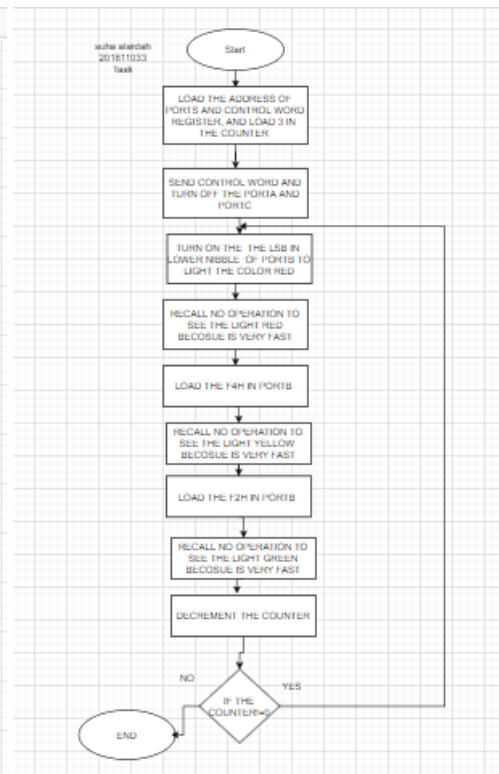 suha alardah
201811033
Task
Start
LOAD THE ADDRESS OF
PORTS AND CONTROL WORD
REGISTER, AND LOAD 3 IN
THE COUNTER
SEND CONTROL WORD AND
TURN OFF THE PORTA AND
PORTC
TURN ON THE THE LSB IN
LOWER NIBBLE OF PORTB TO
LIGHT THE COLOR RED
RECALL NO OPERATION TO
SEE THE LIGHT RED
BECOSUE IS VERY FAST
LOAD THE F4H IN PORTB
RECALL NO OPERATION TO
SEE THE LIGHT YELLOW
BECOSUE IS VERY FAST
LOAD THE F2H IN PORTB
RECALL NO OPERATION TO
SEE THE LIGHT GREEN
BECOSUE IS VERY FAST
DECREMENT THE COUNTER
NO
YES
IF THE
COUNTER!=0
END